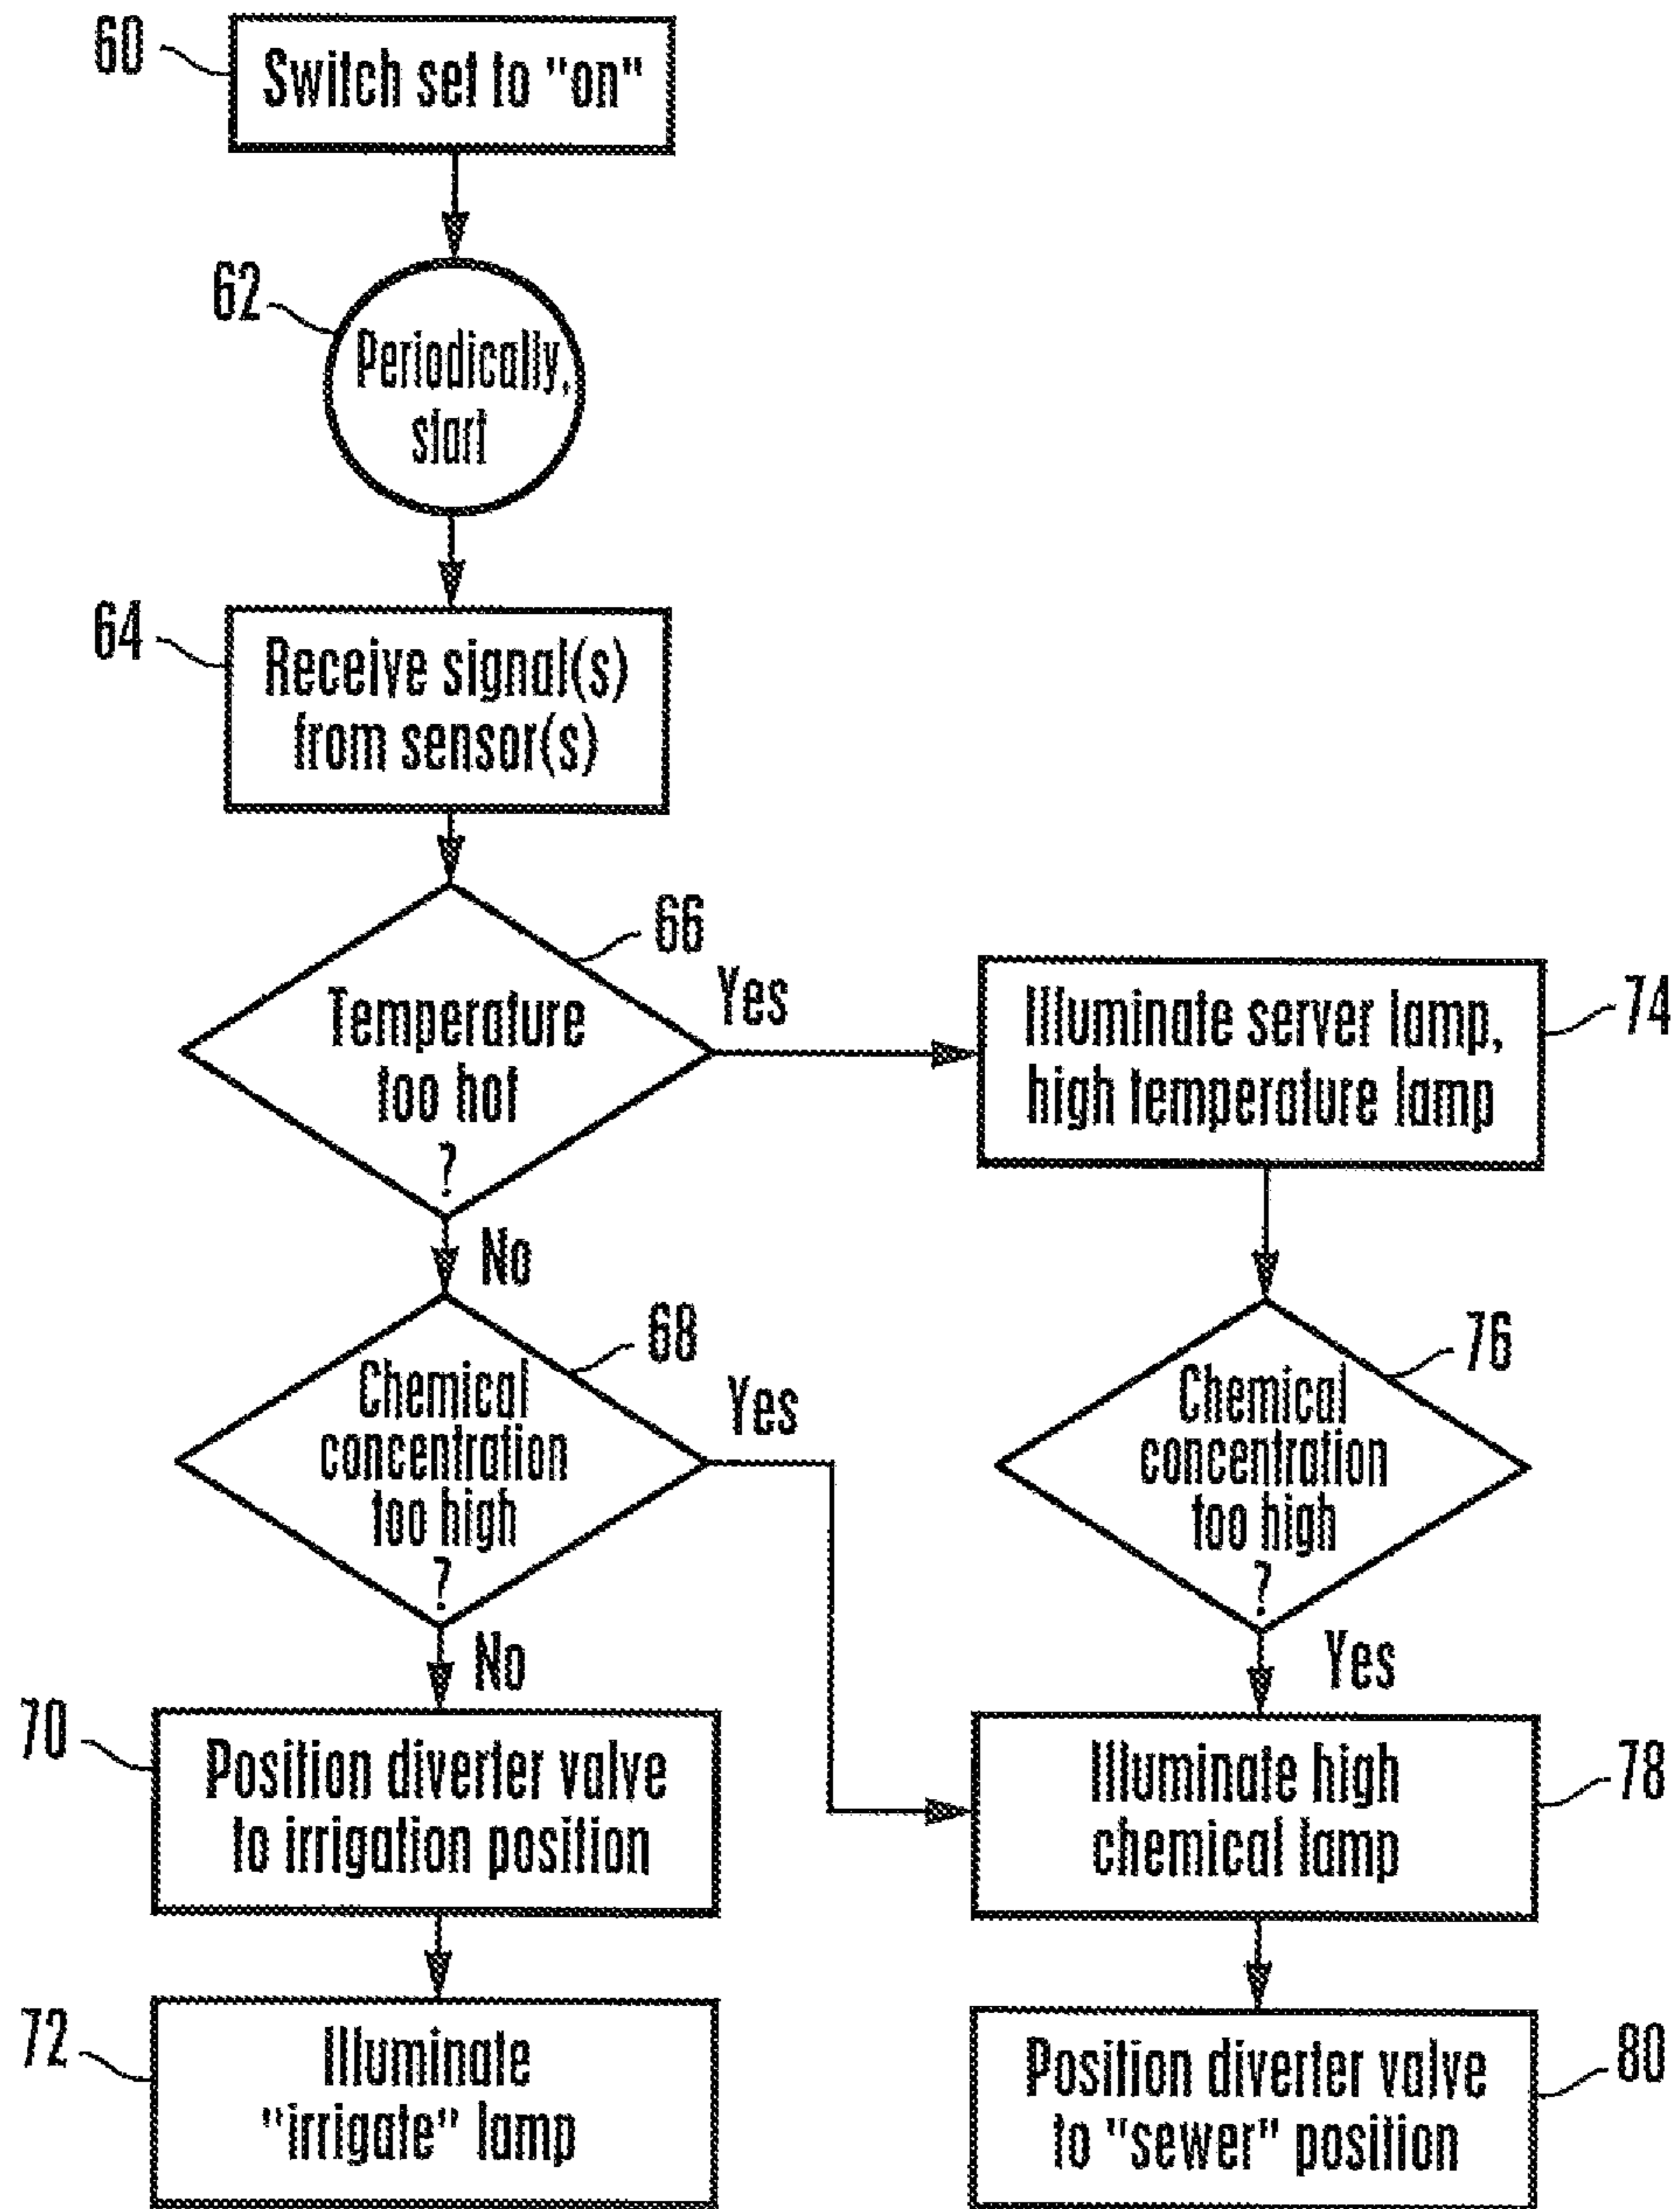 60
Switch set to "on"
62
Periodically,
start
64
Receive signal(s)
from sensor(s)
66
Temperature
too hot
?
Yes
No
74
Illuminate server lamp,
high temperature lamp
68
Chemical
concentration
too high
?
Yes
No
76
Chemical
concentration
too high
?
Yes
70
Position diverter valve
to irrigation position
78
Illuminate high
chemical lamp
72
Illuminate
"irrigate" lamp
80
Position diverter valve
to "sewer" position